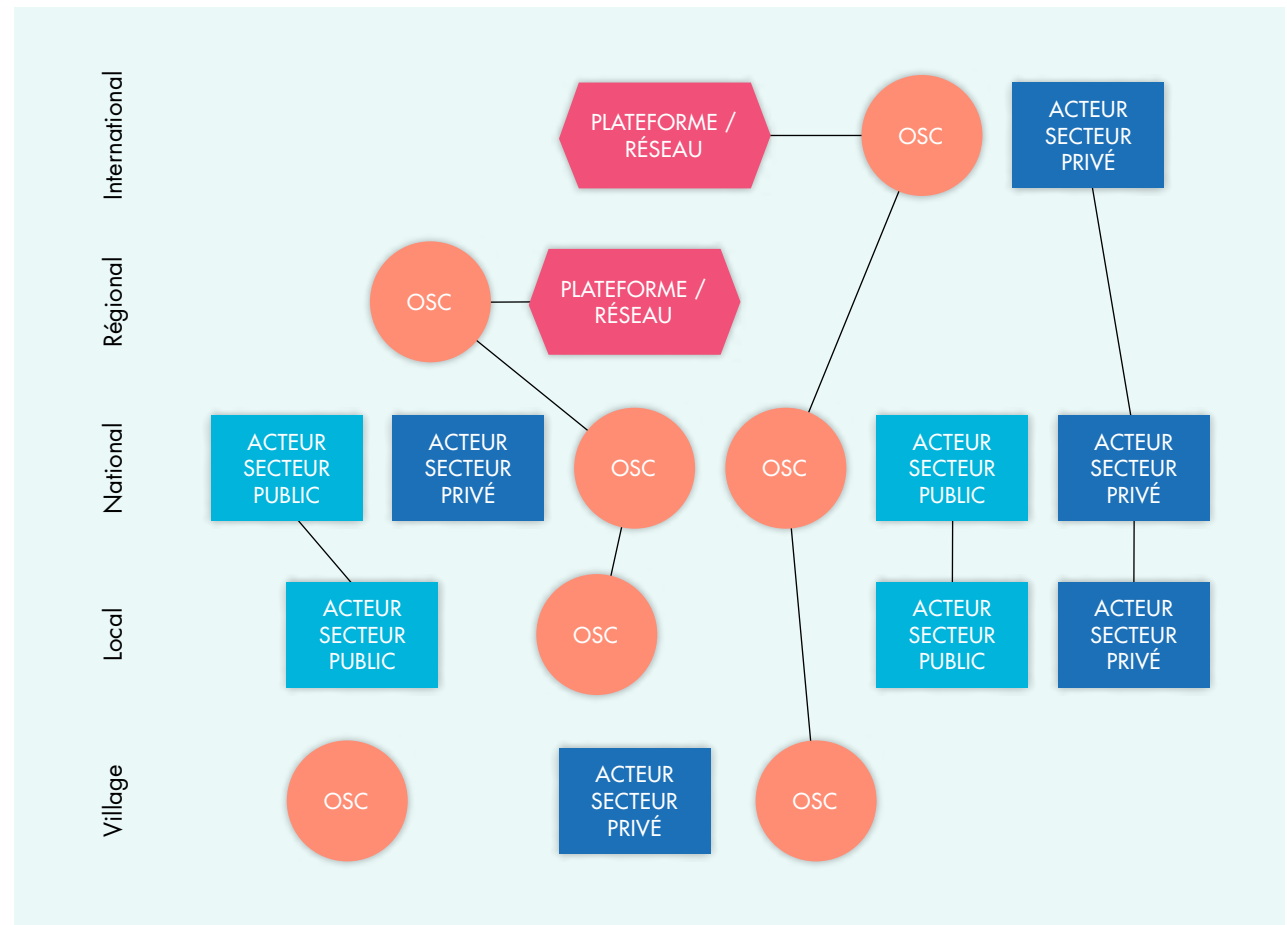 International
PLATEFORME /
RÉSEAU
OSC
ACTEUR
SECTEUR
PRIVÉ
Régional
OSC
PLATEFORME /
RÉSEAU
National
ACTEUR
SECTEUR
PUBLIC
ACTEUR
SECTEUR
PRIVÉ
OSC
OSC
ACTEUR
SECTEUR
PUBLIC
ACTEUR
SECTEUR
PRIVÉ
Local
ACTEUR
SECTEUR
PUBLIC
OSC
ACTEUR
SECTEUR
PUBLIC
ACTEUR
SECTEUR
PRIVÉ
Village
OSC
ACTEUR
SECTEUR
PRIVÉ
OSC